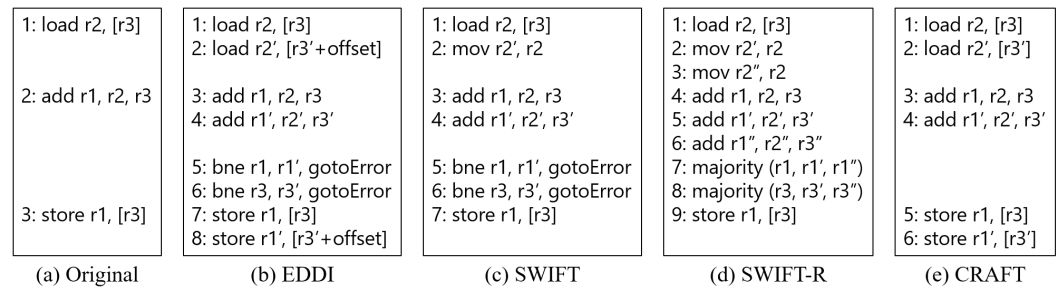 1: load r2, [r3]
2: add r1, r2, r3
3: store r1, [r3]
(a) Original
1: load r2, [r3]
2: load r2′, [r3′+offset]
3: add r1, r2, r3
4: add r1′, r2′, r3′
5: bne r1, r1′, gotoError
6: bne r3, r3′, gotoError
7: store r1, [r3]
8: store r1′, [r3′+offset]
(b) EDDI
1: load r2, [r3]
2: mov r2′, r2
3: add r1, r2, r3
4: add r1′, r2′, r3′
5: bne r1, r1′, gotoError
6: bne r3, r3′, gotoError
7: store r1, [r3]
(c) SWIFT
1: load r2, [r3]
2: mov r2′, r2
3: mov r2″, r2
4: add r1, r2, r3
5: add r1′, r2′, r3′
6: add r1″, r2″, r3″
7: majority (r1, r1′, r1″)
8: majority (r3, r3′, r3″)
9: store r1, [r3]
(d) SWIFT-R
1: load r2, [r3]
2: load r2′, [r3′]
3: add r1, r2, r3
4: add r1′, r2′, r3′
5: store r1, [r3]
6: store r1′, [r3′]
(e) CRAFT